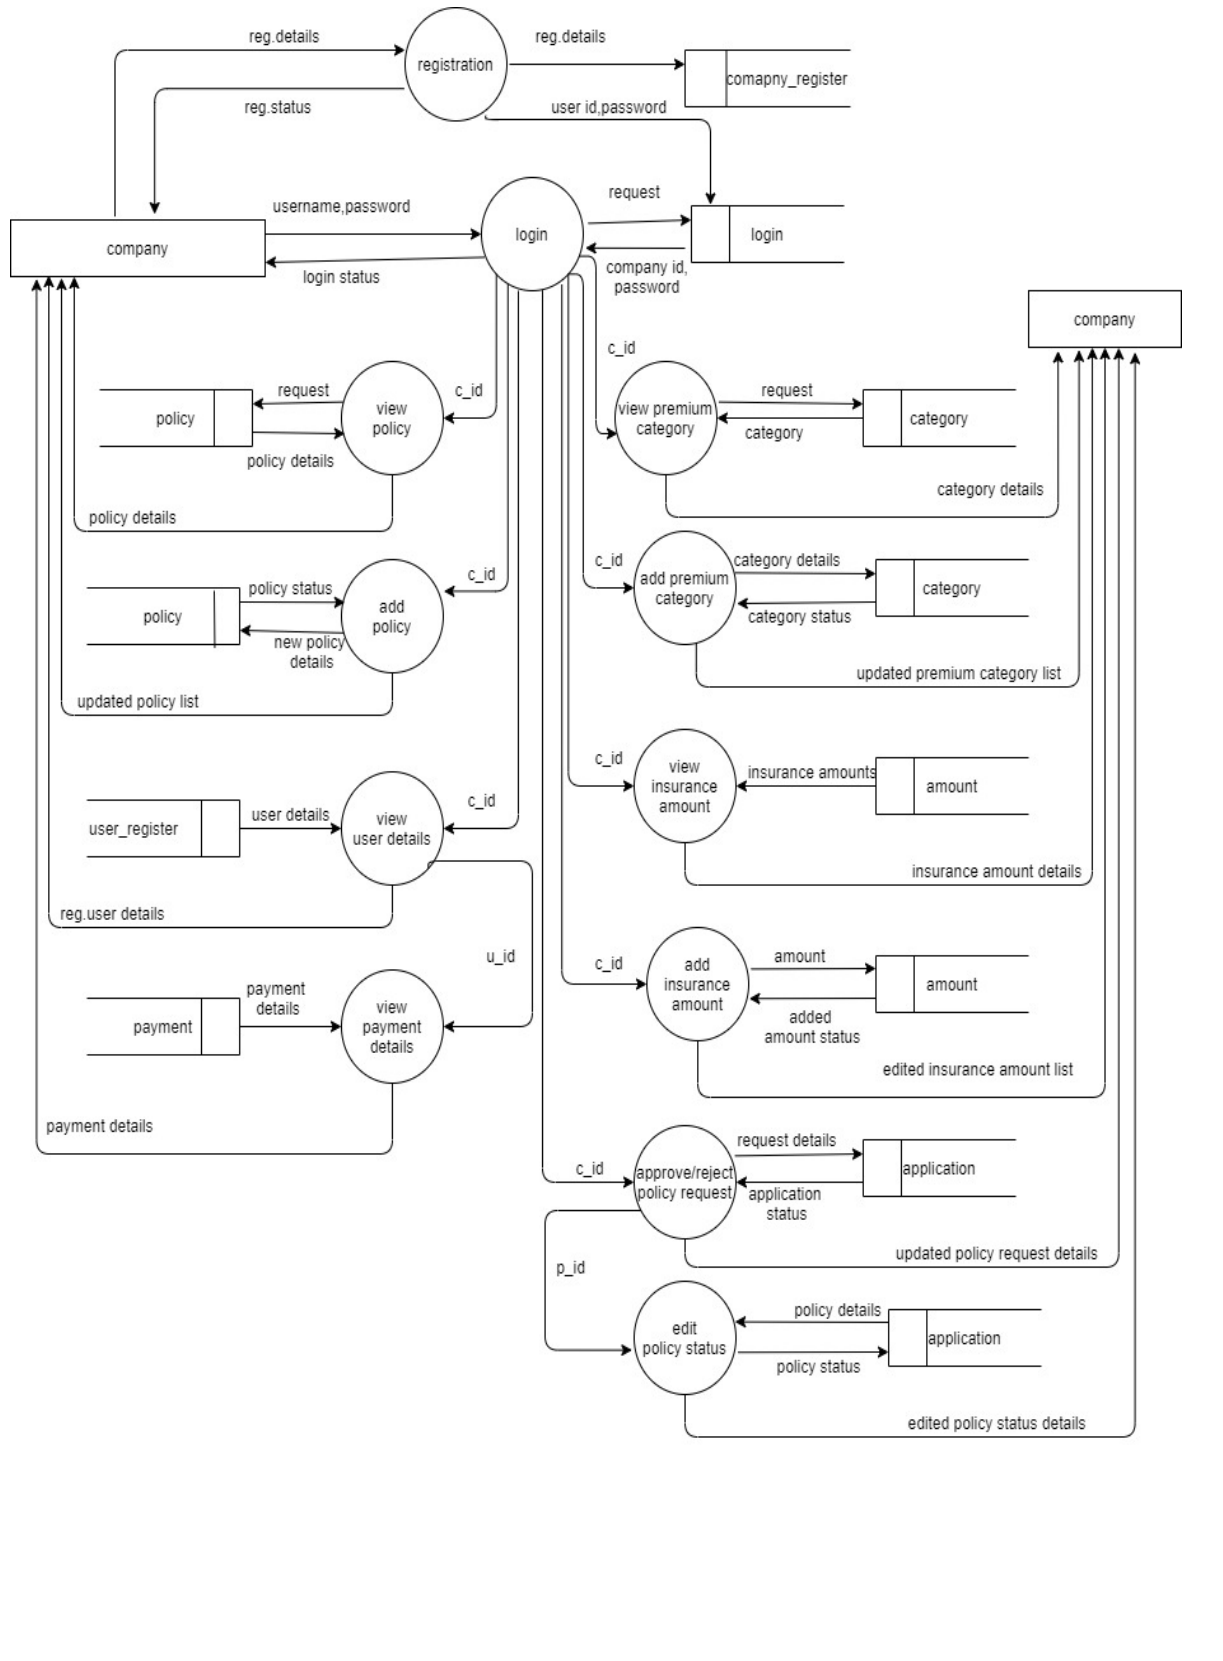 reg.details
reg.details
registration
comapny_register
reg.status
user id,password
request
username,password
login
login
company
company id,
password
login status
company
c_id
request
c_id
view
policy
policy
policy details
request
view premium
category
category
category
category details
policy details
policy status
c_id
add
policy
policy
new policy
details
updated policy list
c_id
category details
add premium
category
category
category status
updated premium category list
c_id
view
insurance
amount
insurance amounts
amount
insurance amount details
user details
c_id
user_register
view
user details
reg.user details
u_id
payment
details
payment
view
payment
details
payment details
c_id
add
insurance
amount
amount
amount
added
amount status
edited insurance amount list
request details
c_id
approve/reject
policy request
application
application
status
updated policy request details
p_id
policy details
edit
policy status
application
policy status
edited policy status details